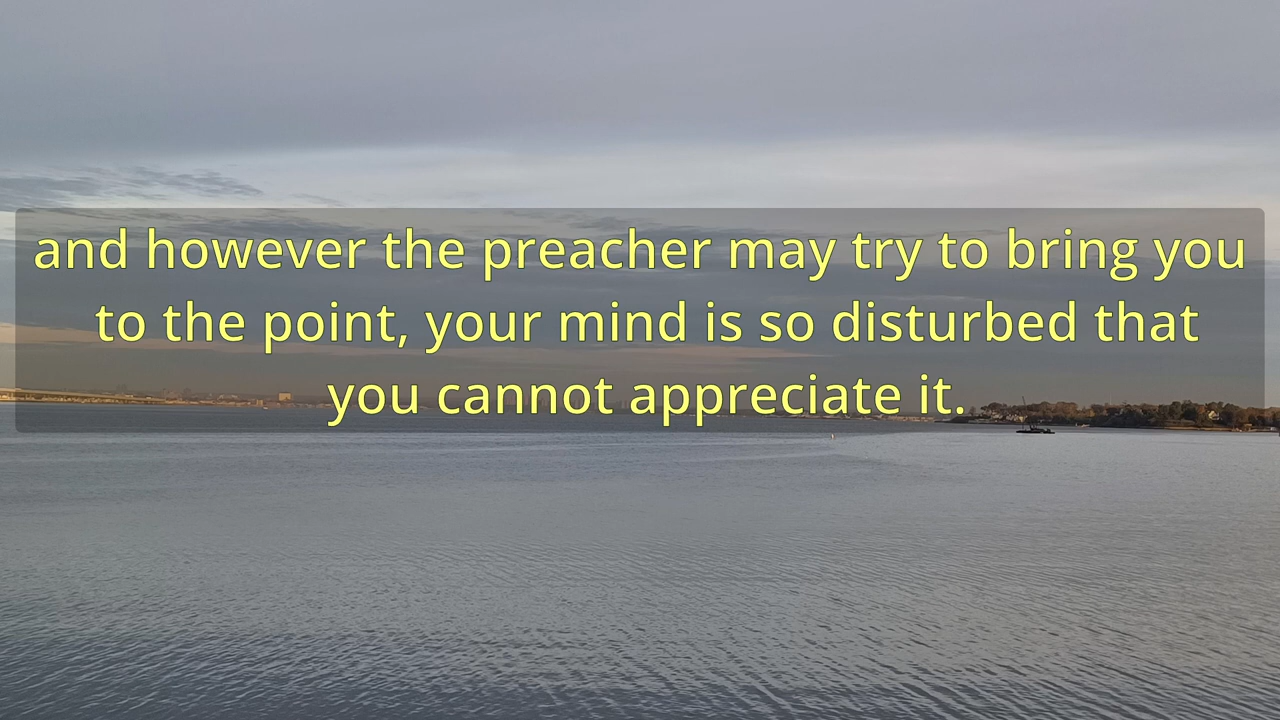 and however the preacher may try to bring you
to the point, your mind is so disturbed that
you cannot appreciate it.